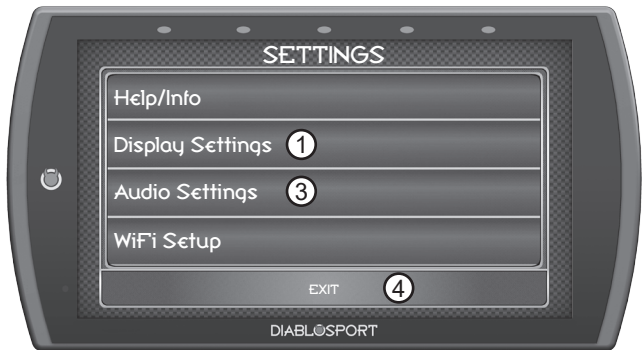 SETTINGS
Help/Info
Display Settings 1
Audio Settings 3
WiFi Setup
EXIT 4
DIABLOSPORT